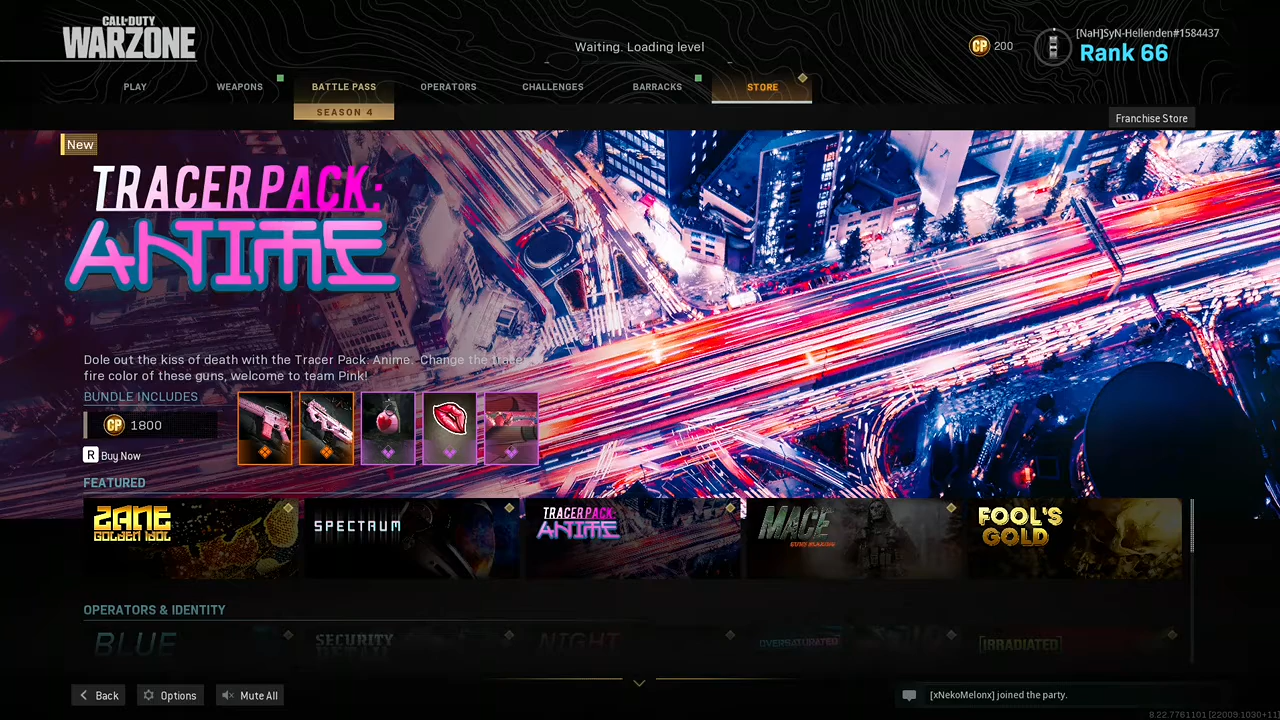 CALL OF DUTY
WARZONE
Waiting. Loading level
CP 200
[NaH]SyN-Hellenden#1584437
Rank 66
PLAY
WEAPONS
BATTLE PASS
OPERATORS
CHALLENGES
BARRACKS
STORE
SEASON 4
Franchise Store
New
TRACER PACK:
ANIME
Dole out the kiss of death with the Tracer Pack: Anime. Change the tracer
fire color of these guns, welcome to team Pink!
BUNDLE INCLUDES
CP 1800
R Buy Now
FEATURED
ZANE
GOLDEN IDOL
SPECTRUM
TRACER PACK:
ANIME
MACE
FOOL'S
GOLD
OPERATORS & IDENTITY
BLUE
SECURITY
DETAIL
NIGHT
OVERSATURATED
IRRADIATED
Back
Options
Mute All
[xNekoMelonx] joined the party.